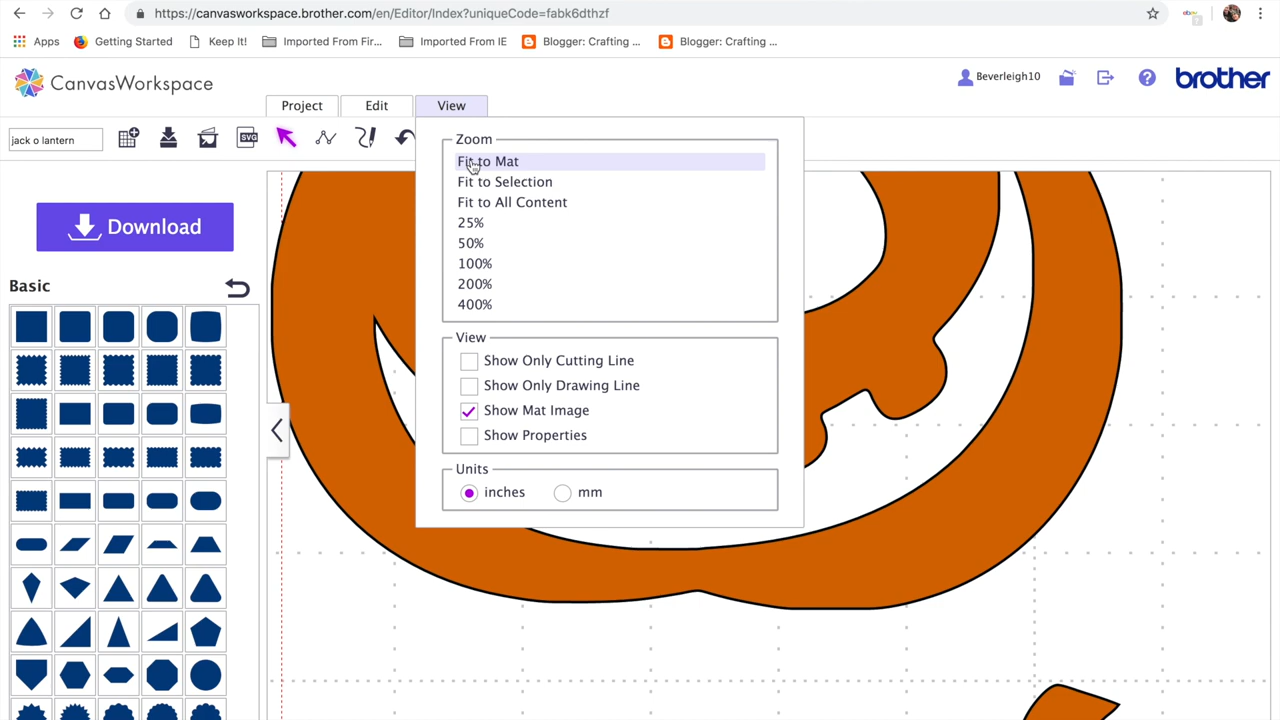 https://canvasworkspace.brother.com/en/Editor/Index?uniqueCode=fabk6dthzf
Apps Getting Started Keep It! Imported From Fir... Imported From IE Blogger: Crafting ... Blogger: Crafting ...
CanvasWorkspace
Beverleigh10
brother
Project Edit View
jack o lantern
SVG
Zoom
Fit to Mat
Fit to Selection
Fit to All Content
25%
50%
100%
200%
400%
Download
Basic
View
Show Only Cutting Line
Show Only Drawing Line
Show Mat Image
Show Properties
Units
inches mm